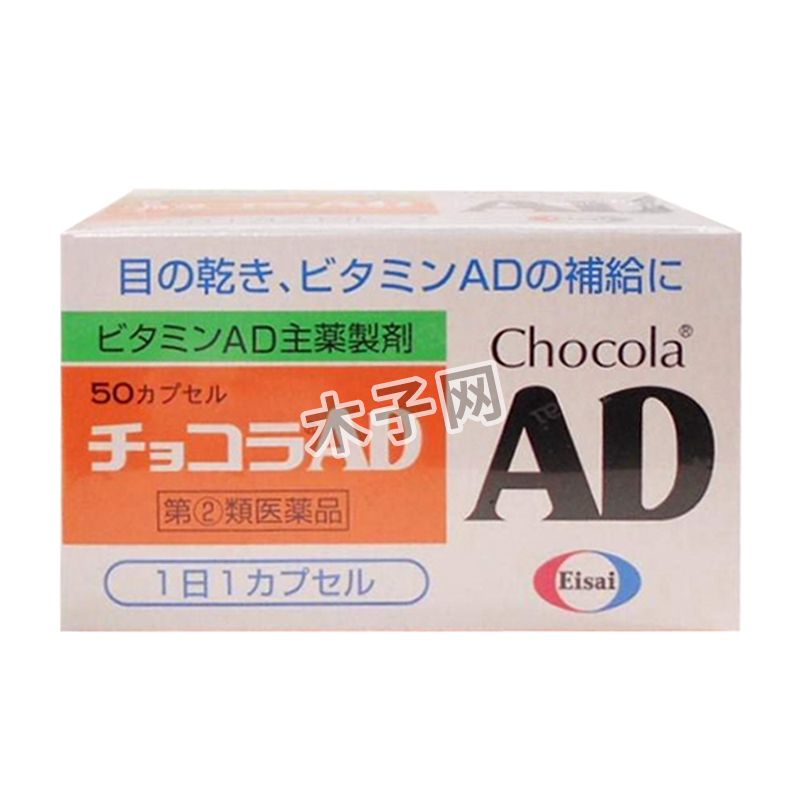 目の乾き、ビタミンADの補給に
ビタミンAD主薬製剤
50カプセル
チョコラAD
木子网
第②類医薬品
1日1カプセル
Chocola®
AD
Eisai